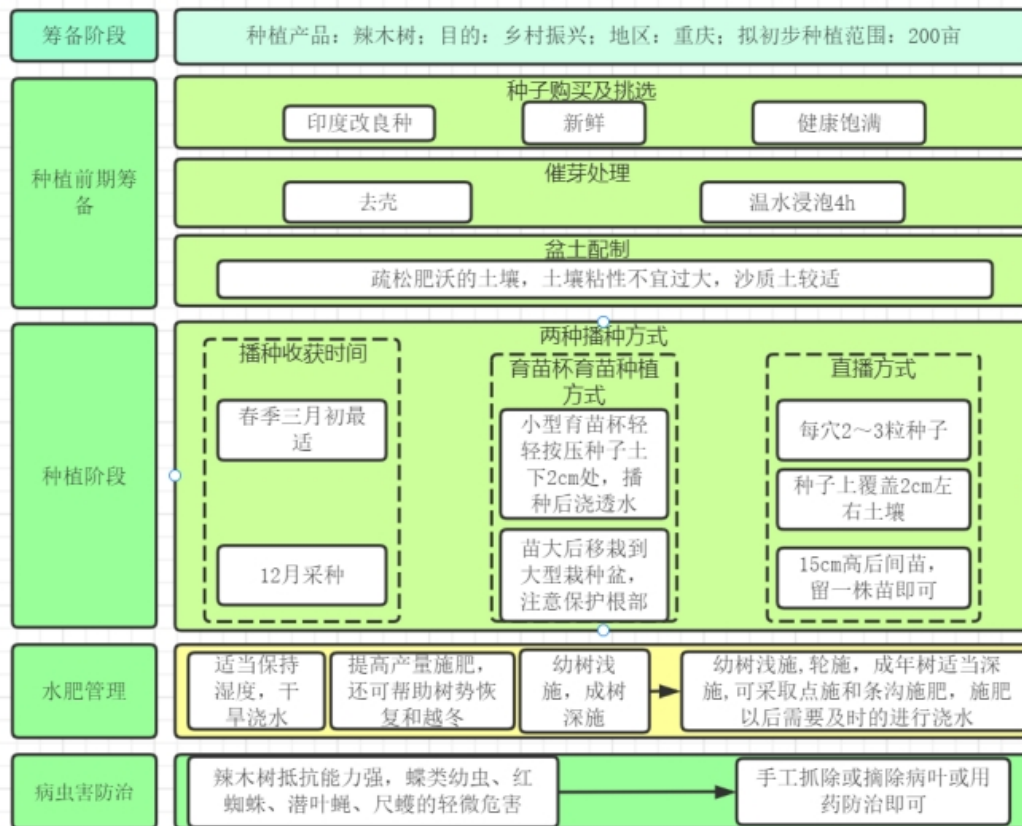 筹备阶段
种植产品：辣木树；目的：乡村振兴；地区：重庆；拟初步种植范围：200亩
种植前期筹
备
种子购买及挑选
印度改良种
新鲜
健康饱满
催芽处理
去壳
温水浸泡4h
盆土配制
疏松肥沃的土壤，土壤粘性不宜过大，沙质土较适
种植阶段
两种播种方式
播种收获时间
春季三月初最
适
12月采种
育苗杯育苗种植
方式
小型育苗杯轻
轻按压种子土
下2cm处，播
种后浇透水
苗大后移栽到
大型栽种盆，
注意保护根部
直播方式
每穴2～3粒种子
种子上覆盖2cm左
右土壤
15cm高后间苗，
留一株苗即可
水肥管理
适当保持
湿度，干
旱浇水
提高产量施肥，
还可帮助树势恢
复和越冬
幼树浅
施，成树
深施
幼树浅施,轮施，成年树适当深
施,可采取点施和条沟施肥，施肥
以后需要及时的进行浇水
病虫害防治
辣木树抵抗能力强，蝶类幼虫、红
蜘蛛、潜叶蝇、尺蠖的轻微危害
手工抓除或摘除病叶或用
药防治即可